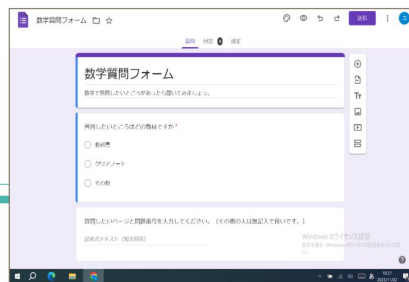 数学質問フォーム
送信
質問 回答 設定
数学質問フォーム
数学で質問したいところがあったら聞いてみましょう。
質問したいところはどの教材ですか？
教科書
クリアノート
その他
質問したいページと問題番号を入力してください。（その他の人は無記入で良いです。）
記述式テキスト（短文回答）
Windows のライセンス認証
10:21
2023/11/02